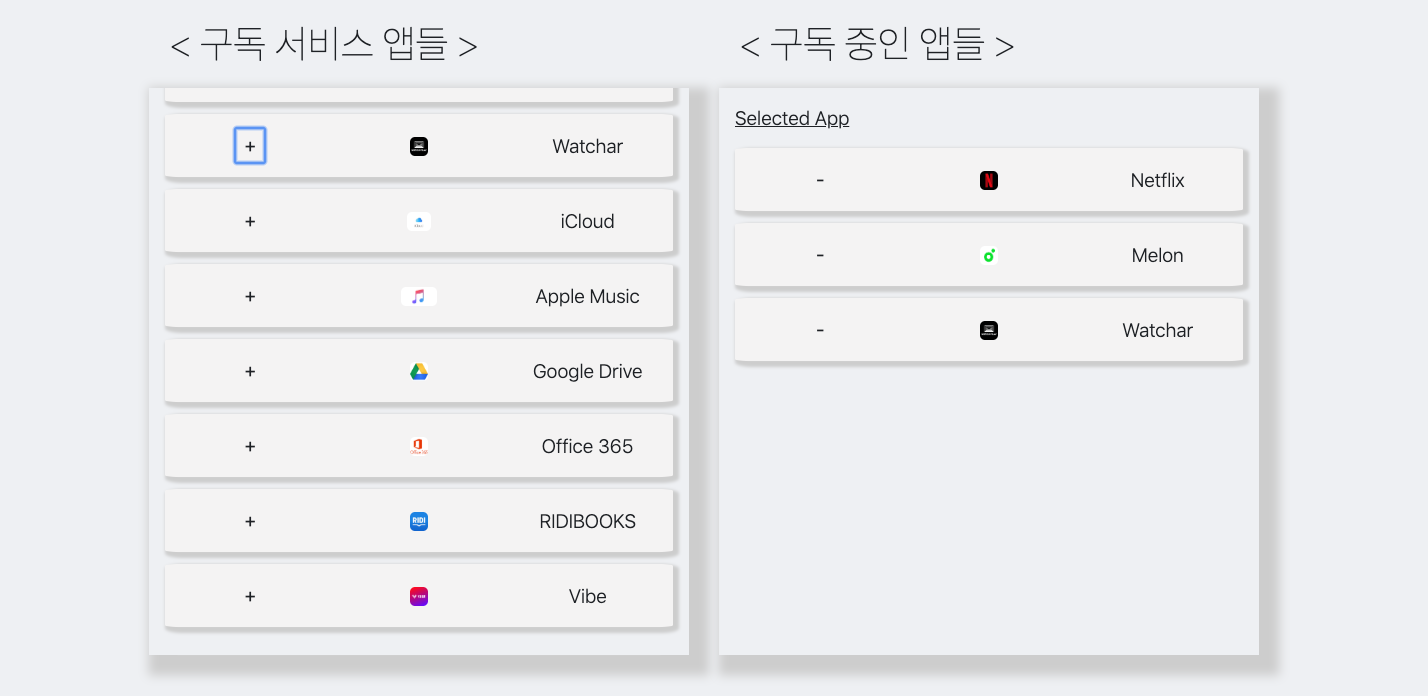 < 구독 서비스 앱들 >
+ Watchar
+ iCloud
+ Apple Music
+ Google Drive
+ Office 365
+ RIDI RIDIBOOKS
+ Vibe
< 구독 중인 앱들 >
Selected App
- Netflix
- Melon
- Watchar